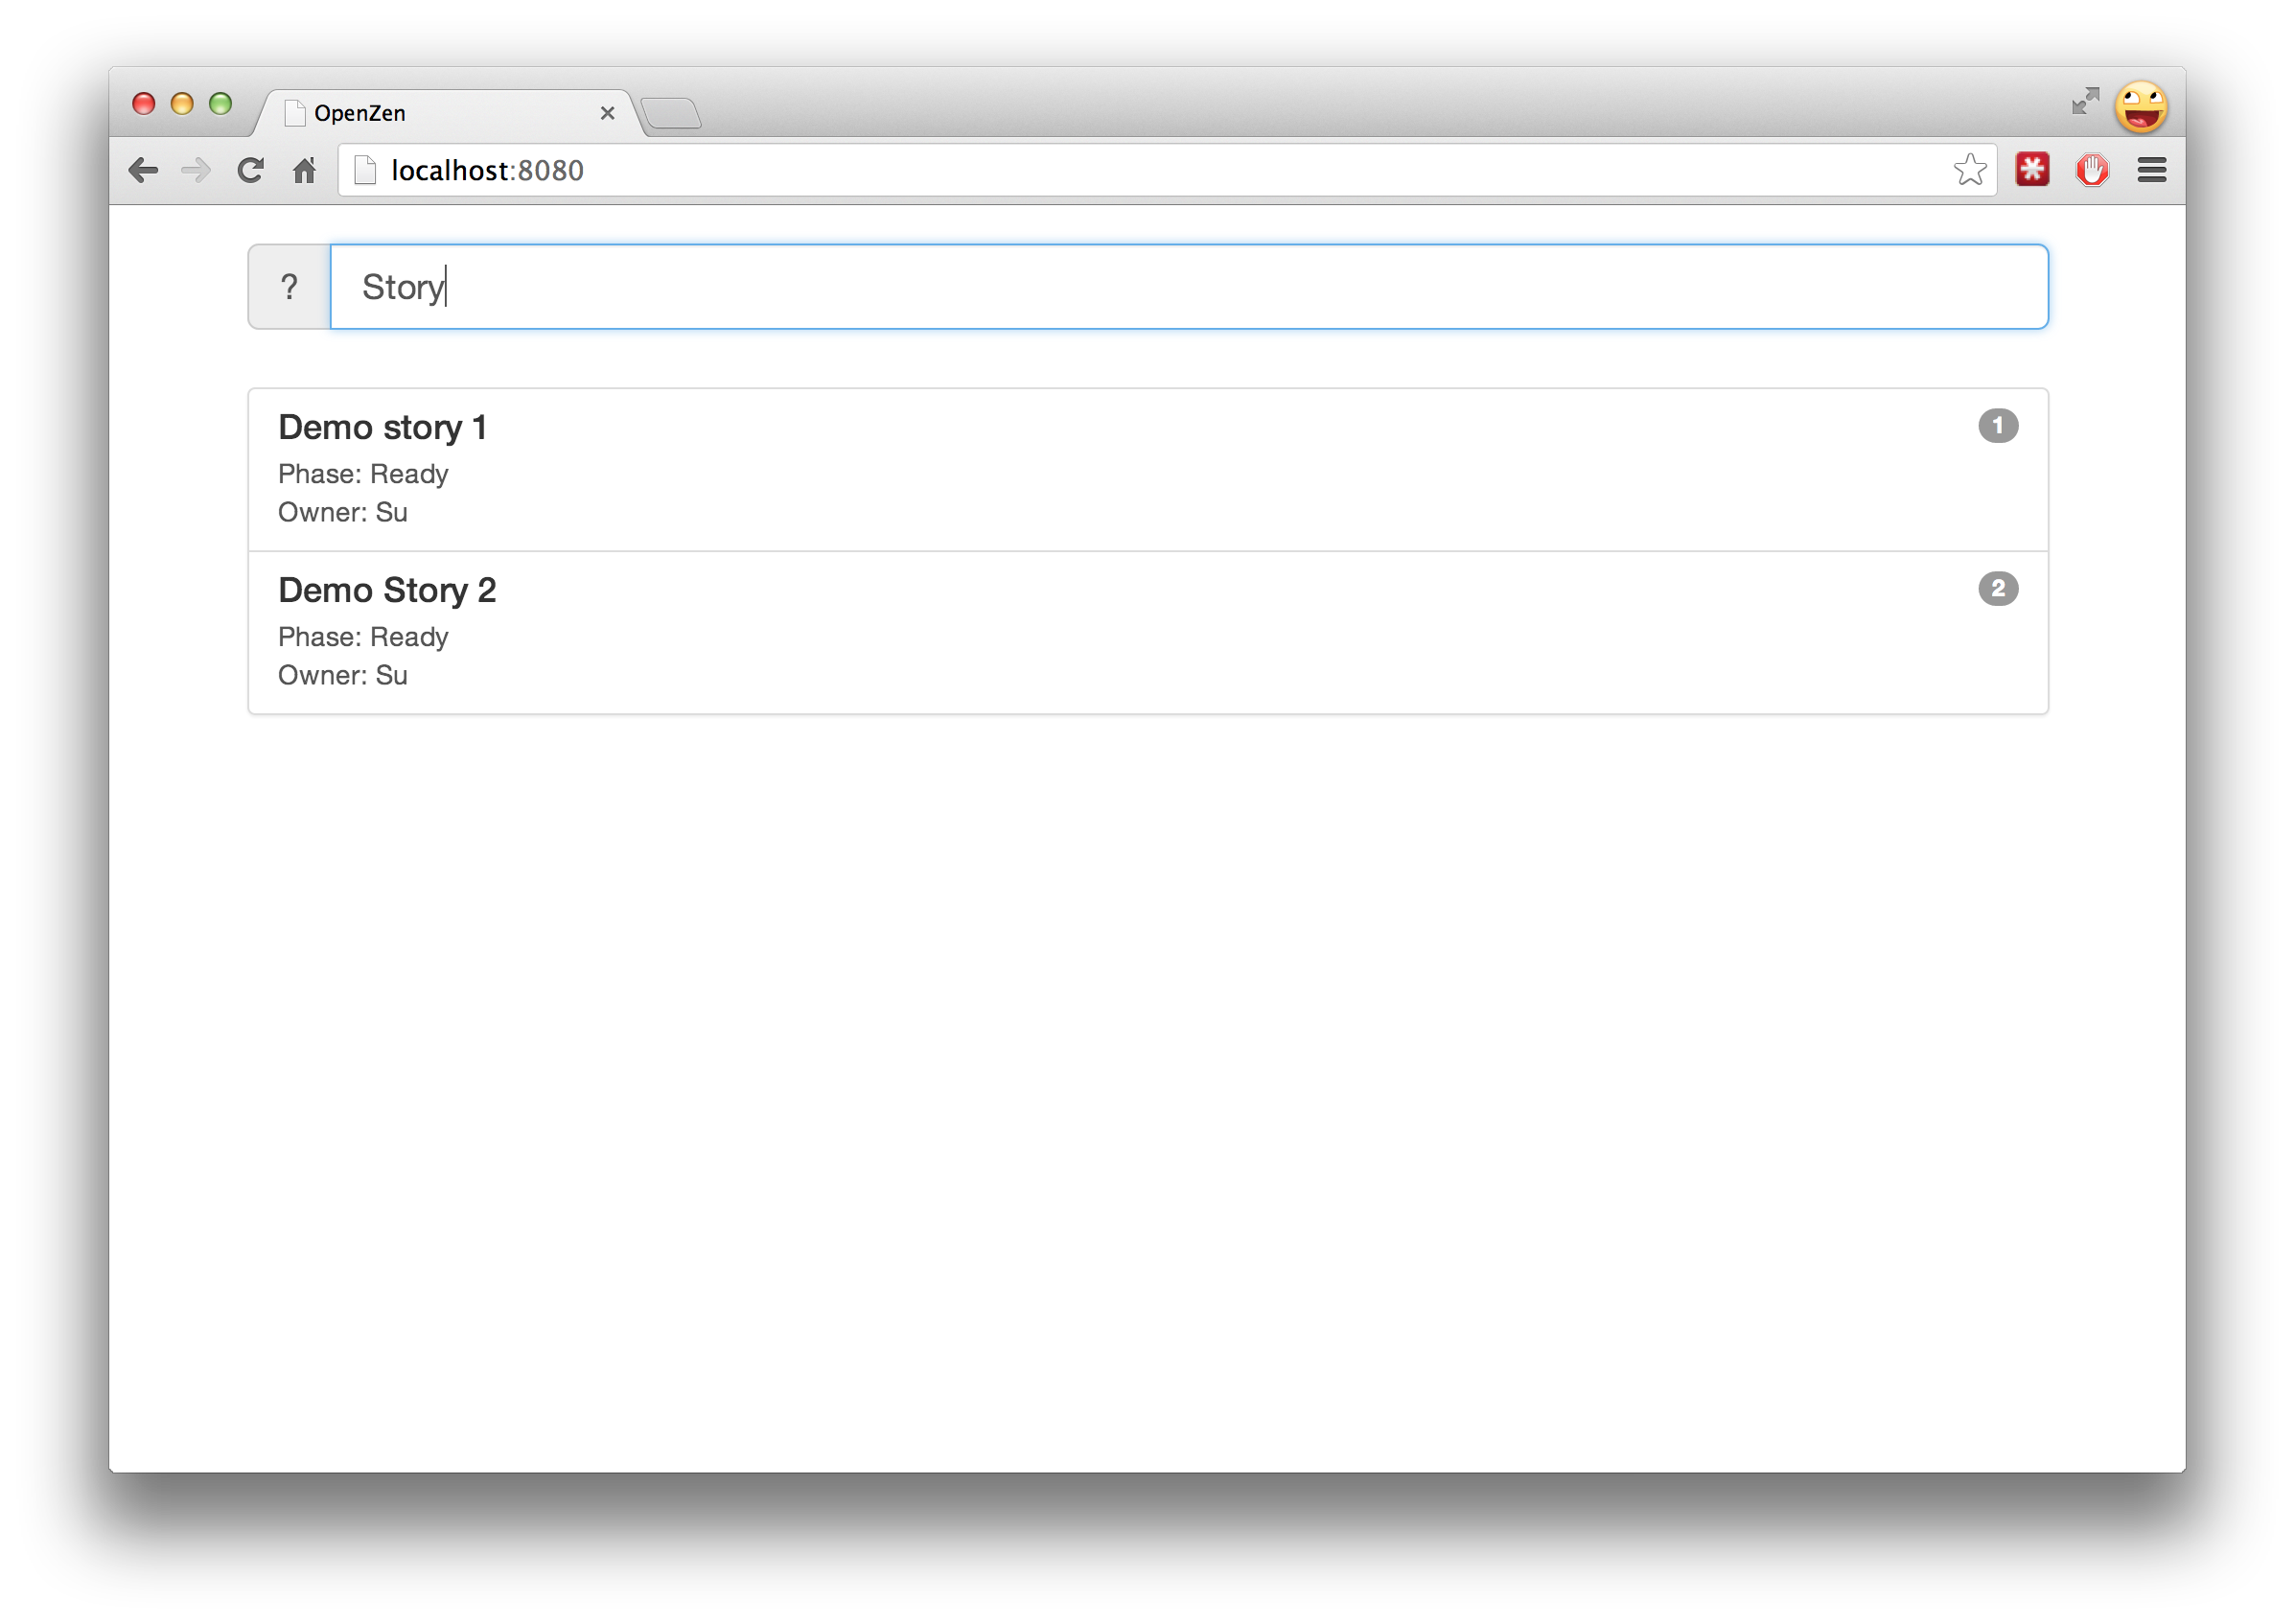 OpenZen
localhost:8080
?
Story
Demo story 1
1
Phase: Ready
Owner: Su
Demo Story 2
2
Phase: Ready
Owner: Su